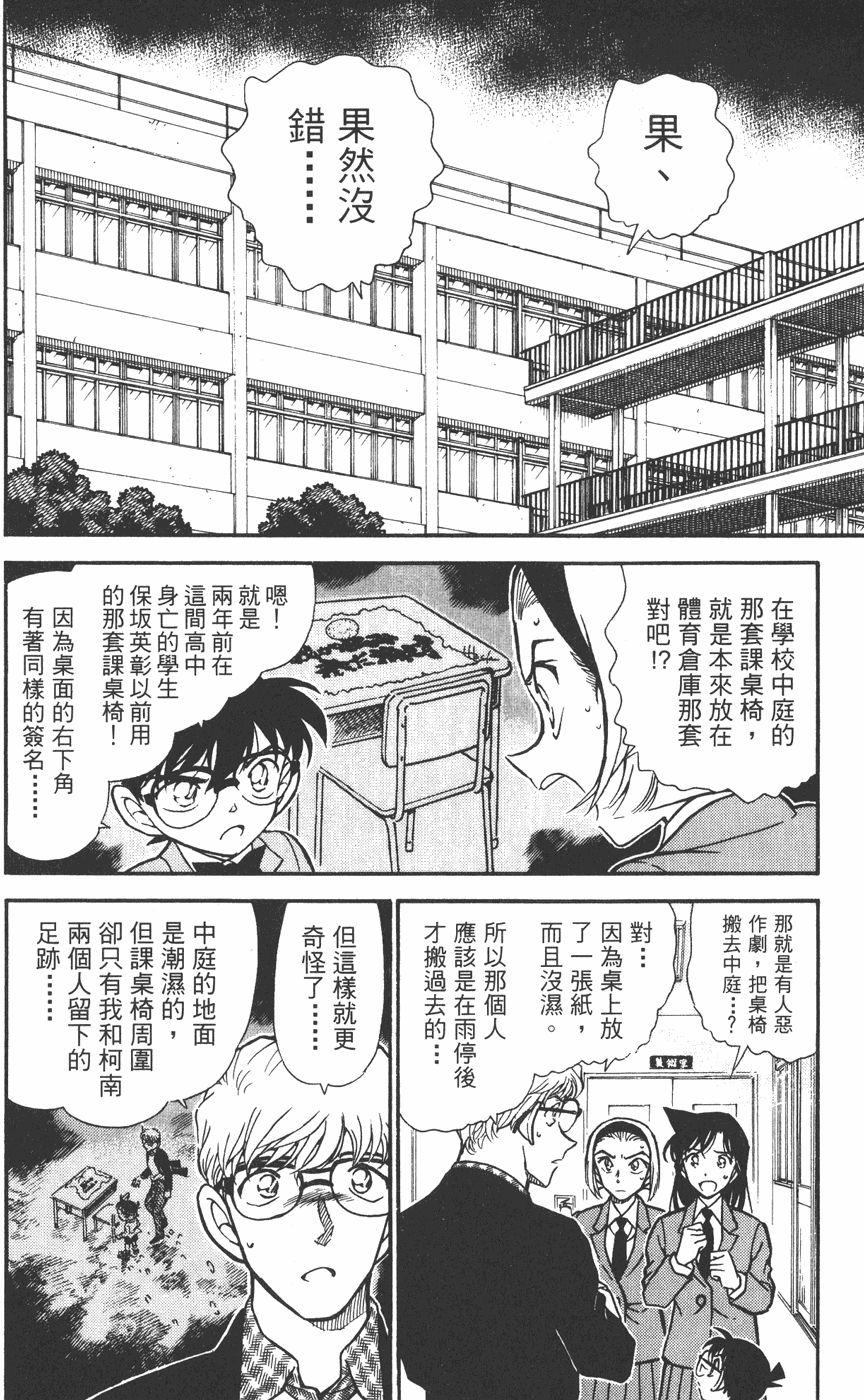 果、
果然沒
錯……
在學校中庭的
那套課桌椅，
就是本來放在
體育倉庫那套
對吧!?
嗯！
就是
兩年前在
這間高中
身亡的學生
保坂英彰以前用
的那套課桌椅！
因為桌面的右下角
有著同樣的簽名……
那就是有人惡
作劇，把桌椅
搬去中庭…?
對…
因為桌上放
了一張紙，
而且沒濕。
所以那個人
應該是在雨停後
才搬過去的…
但這樣就更
奇怪了……
中庭的地面
是潮濕的，
但課桌椅周圍
卻只有我和柯南
兩個人留下的
足跡……